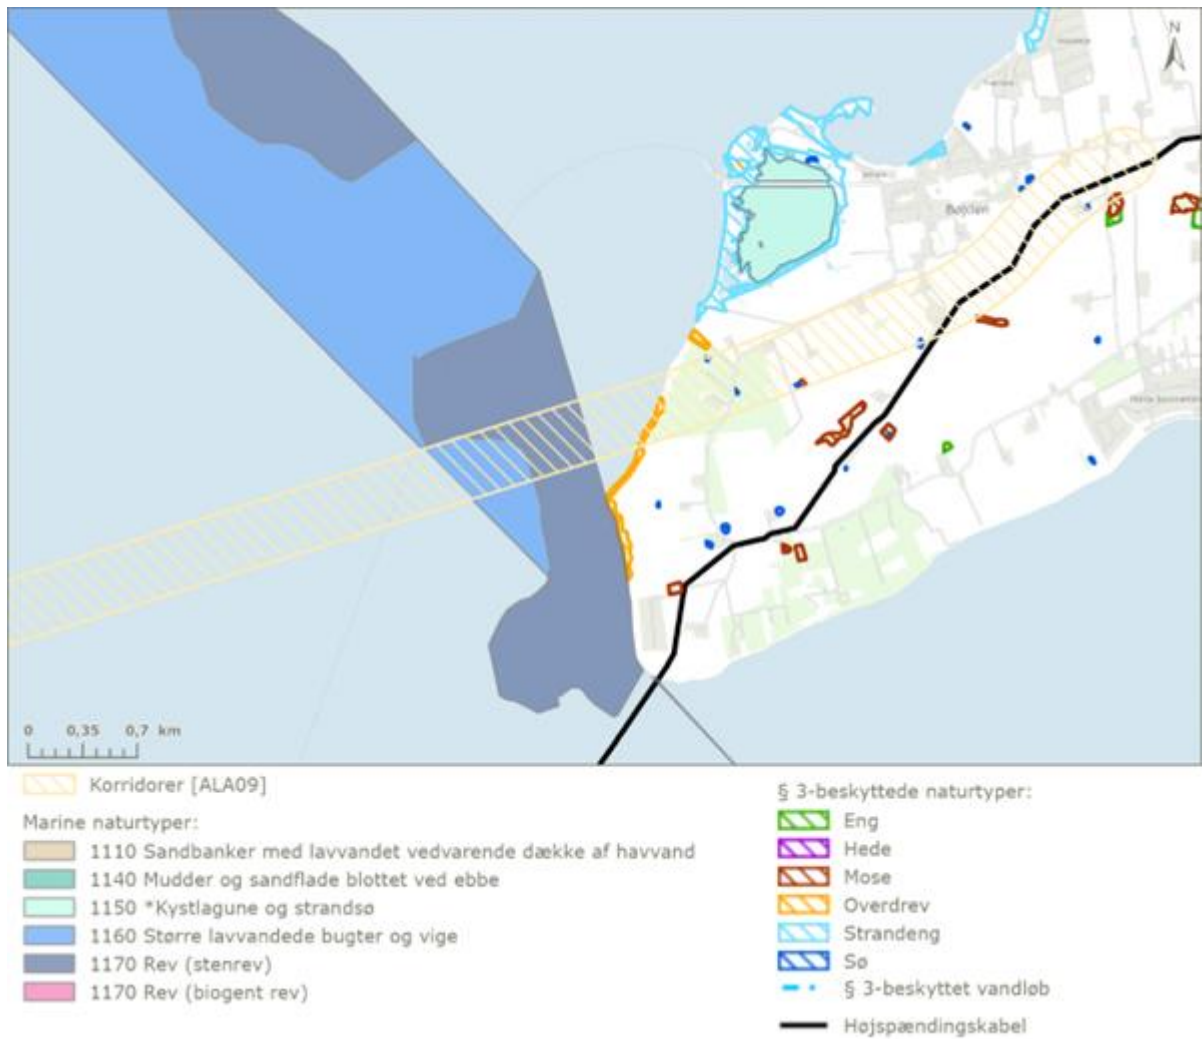 N
Bøjden
0 0,35 0,7 km
Korridorer [ALA09]
Marine naturtyper:
1110 Sandbanker med lavvandet vedvarende dække af havvand
1140 Mudder og sandflade blottet ved ebbe
1150 *Kystlagune og strandsø
1160 Større lavvandede bugter og vige
1170 Rev (stenrev)
1170 Rev (biogent rev)
§ 3-beskyttede naturtyper:
Eng
Hede
Mose
Overdrev
Strandeng
Sø
§ 3-beskyttet vandløb
Højspændingskabel